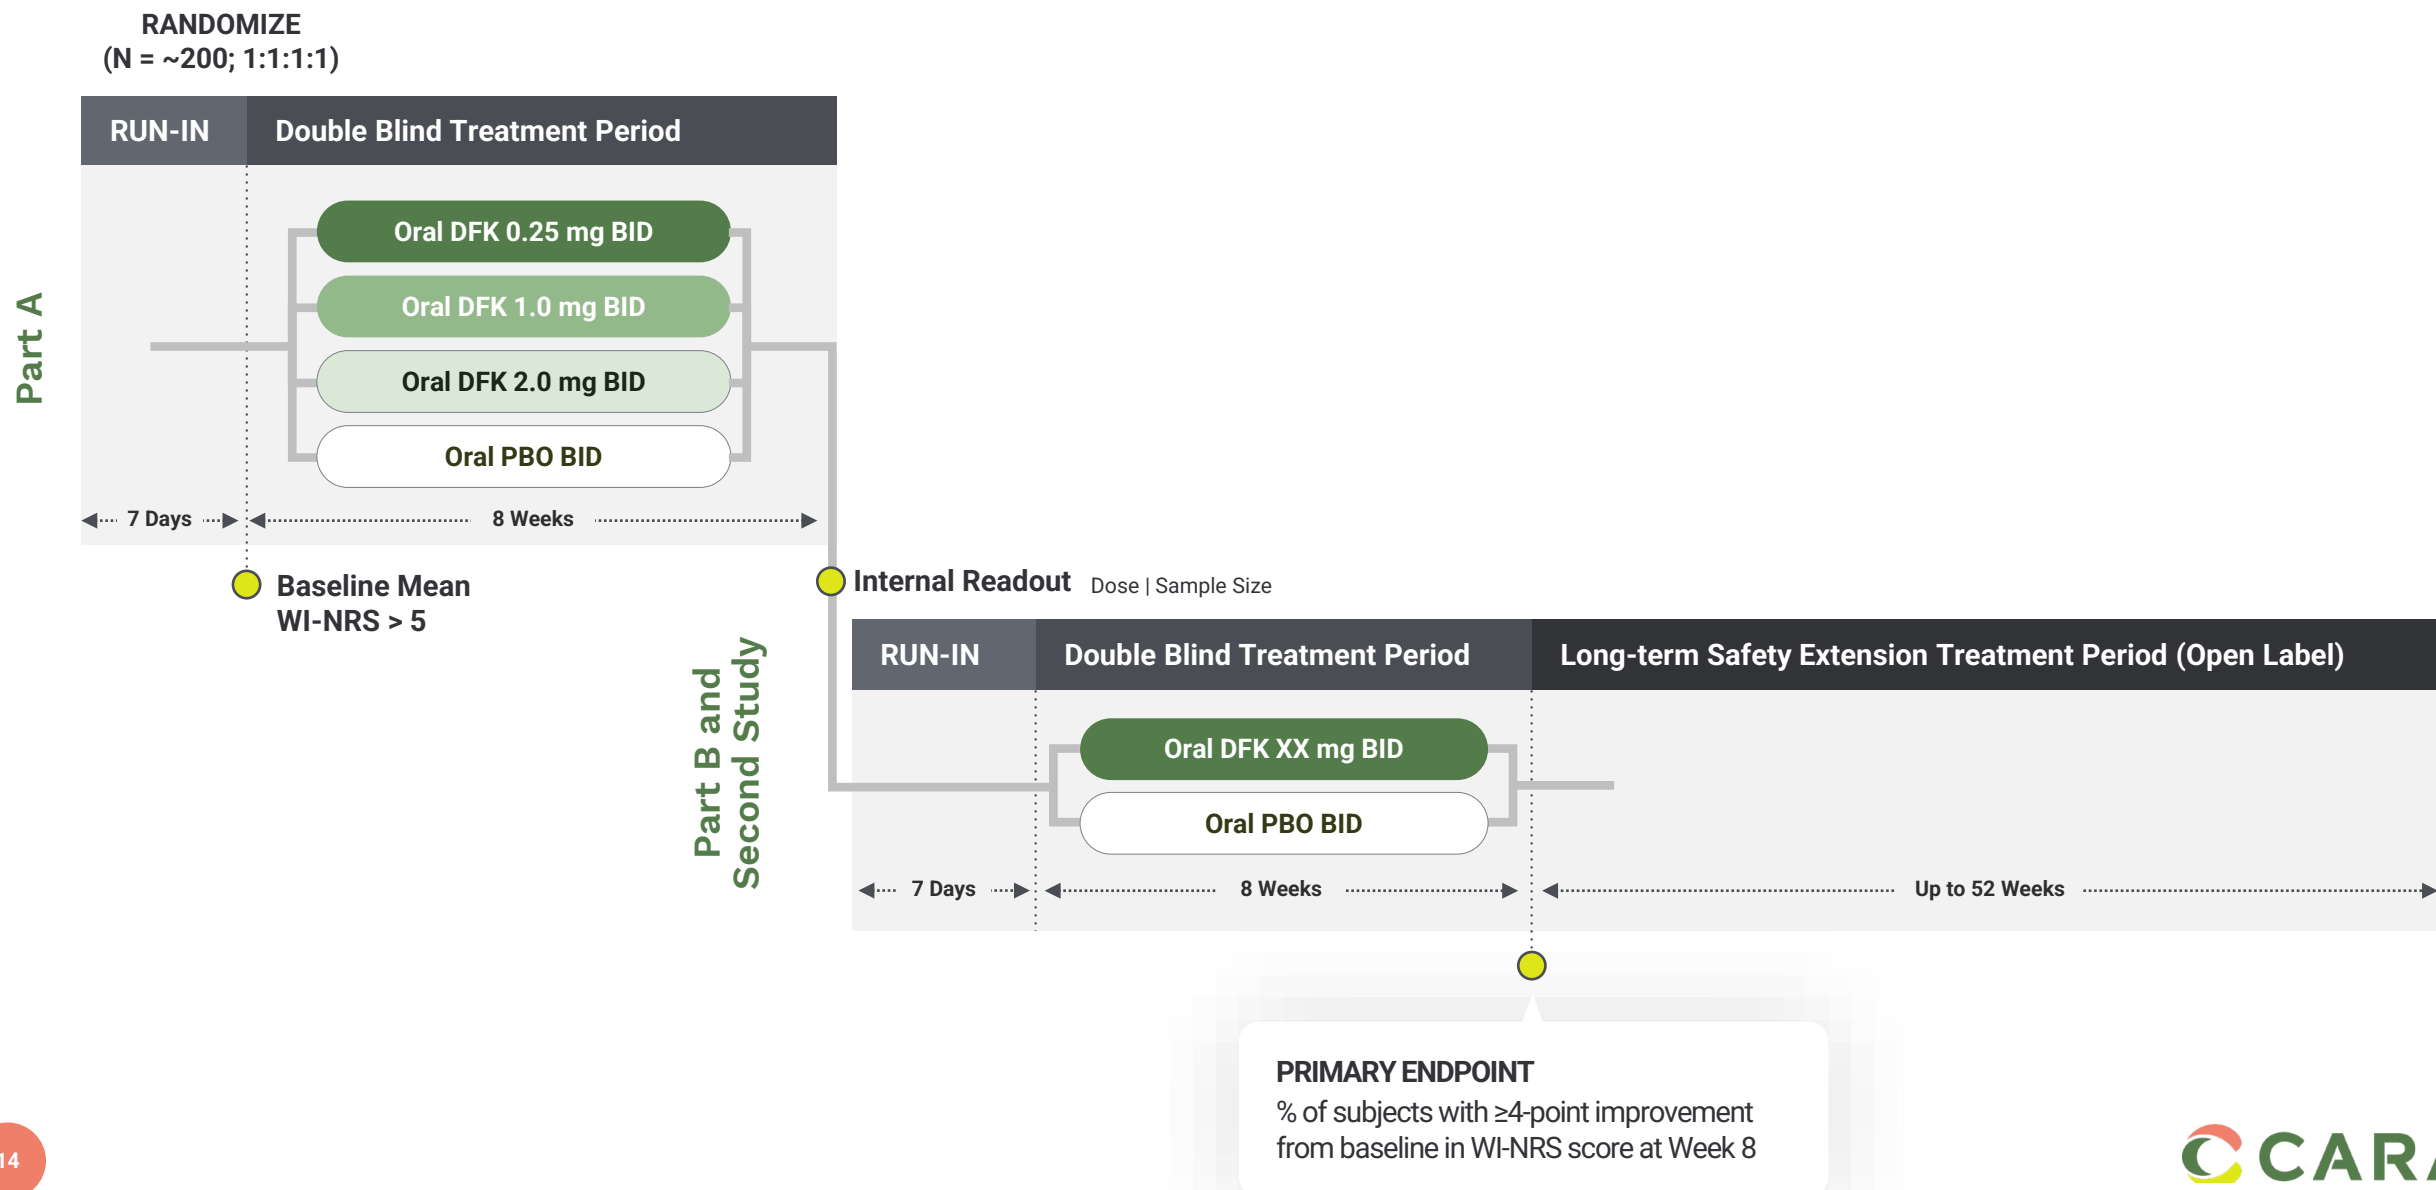 RANDOMIZE
(N = ~200; 1:1:1:1)
RUN-IN
Double Blind Treatment Period
Part A
Oral DFK 0.25 mg BID
Oral DFK 1.0 mg BID
Oral DFK 2.0 mg BID
Oral PBO BID
7 Days
8 Weeks
Baseline Mean
WI-NRS > 5
Internal Readout Dose | Sample Size
Part B and
Second Study
RUN-IN
Double Blind Treatment Period
Long-term Safety Extension Treatment Period (Open Label)
Oral DFK XX mg BID
Oral PBO BID
7 Days
8 Weeks
Up to 52 Weeks
PRIMARY ENDPOINT
% of subjects with ≥4-point improvement
from baseline in WI-NRS score at Week 8
14
CARA